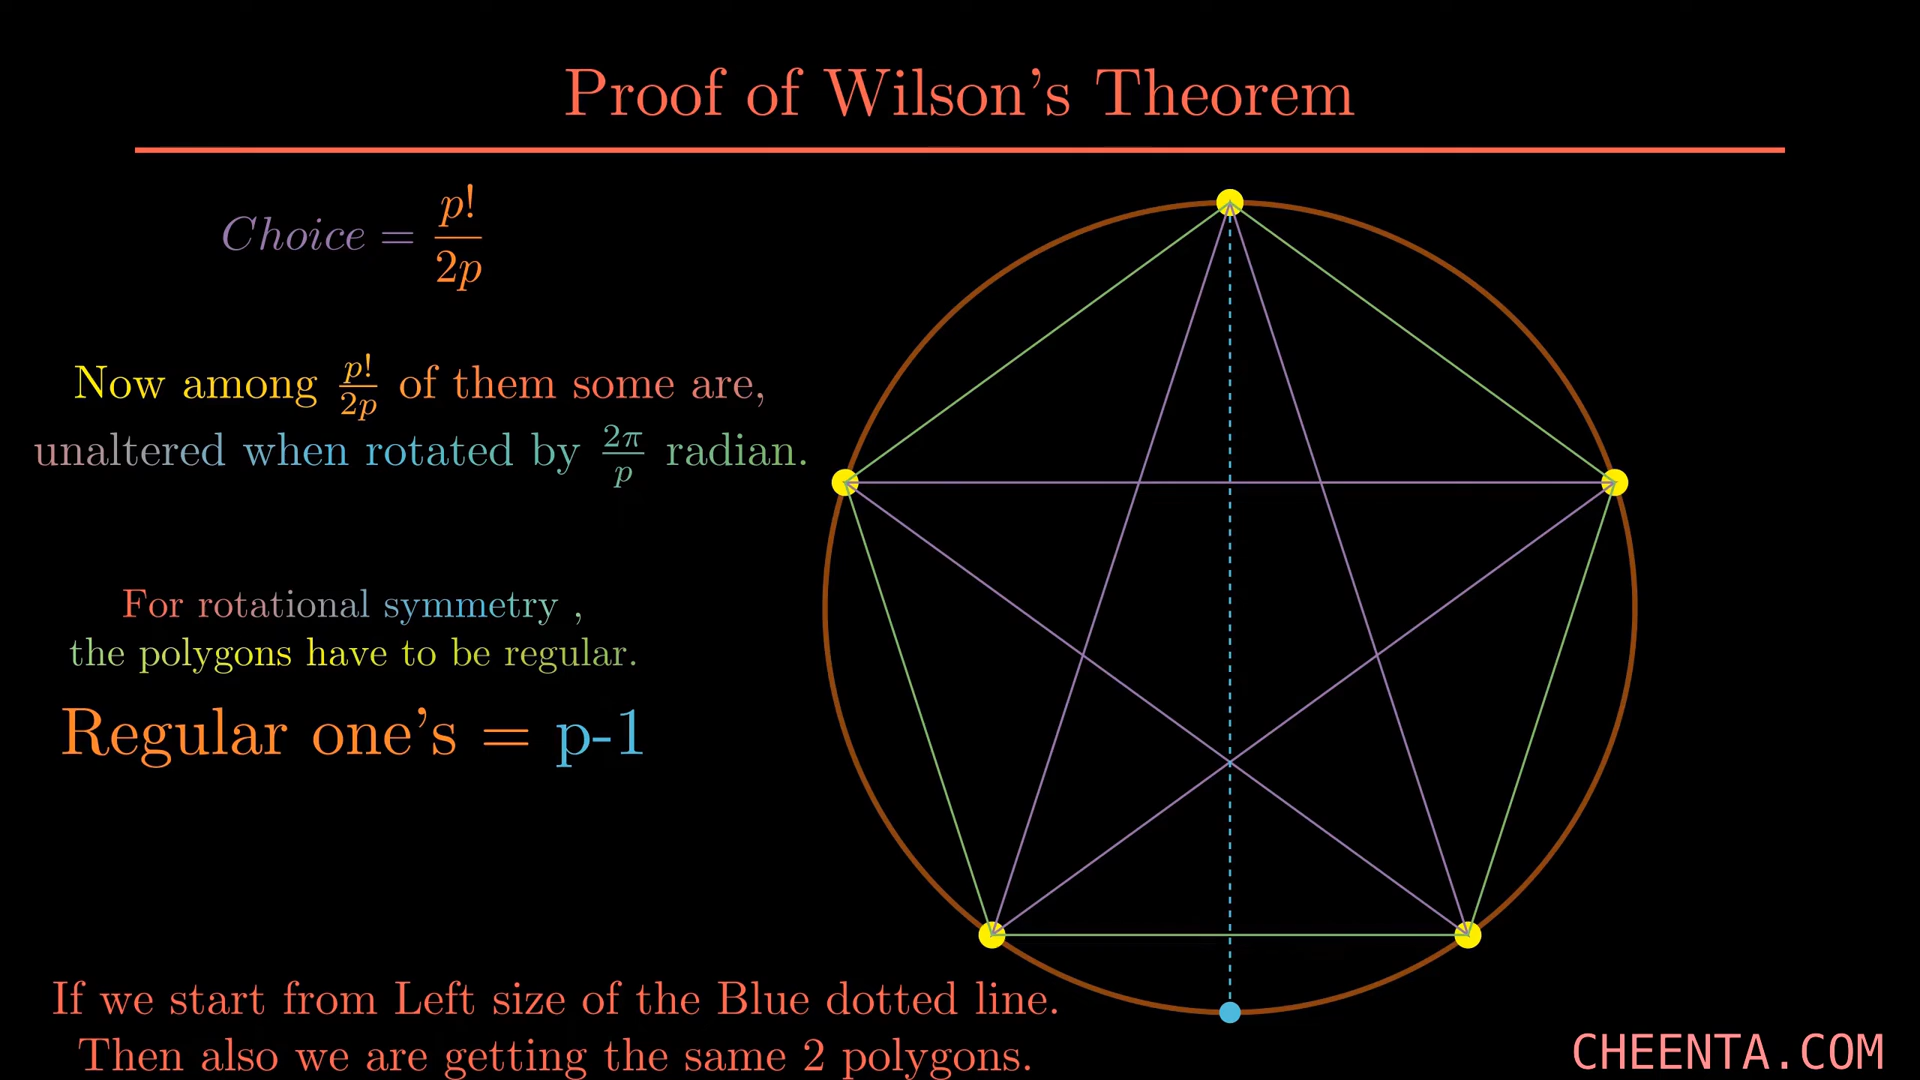 Proof of Wilson's Theorem
Choice = p!/2p
Now among p!/2p of them some are,
unaltered when rotated by 2π/p radian.
For rotational symmetry ,
the polygons have to be regular.
Regular one's = p-1
If we start from Left size of the Blue dotted line.
Then also we are getting the same 2 polygons.
CHEENTA.COM